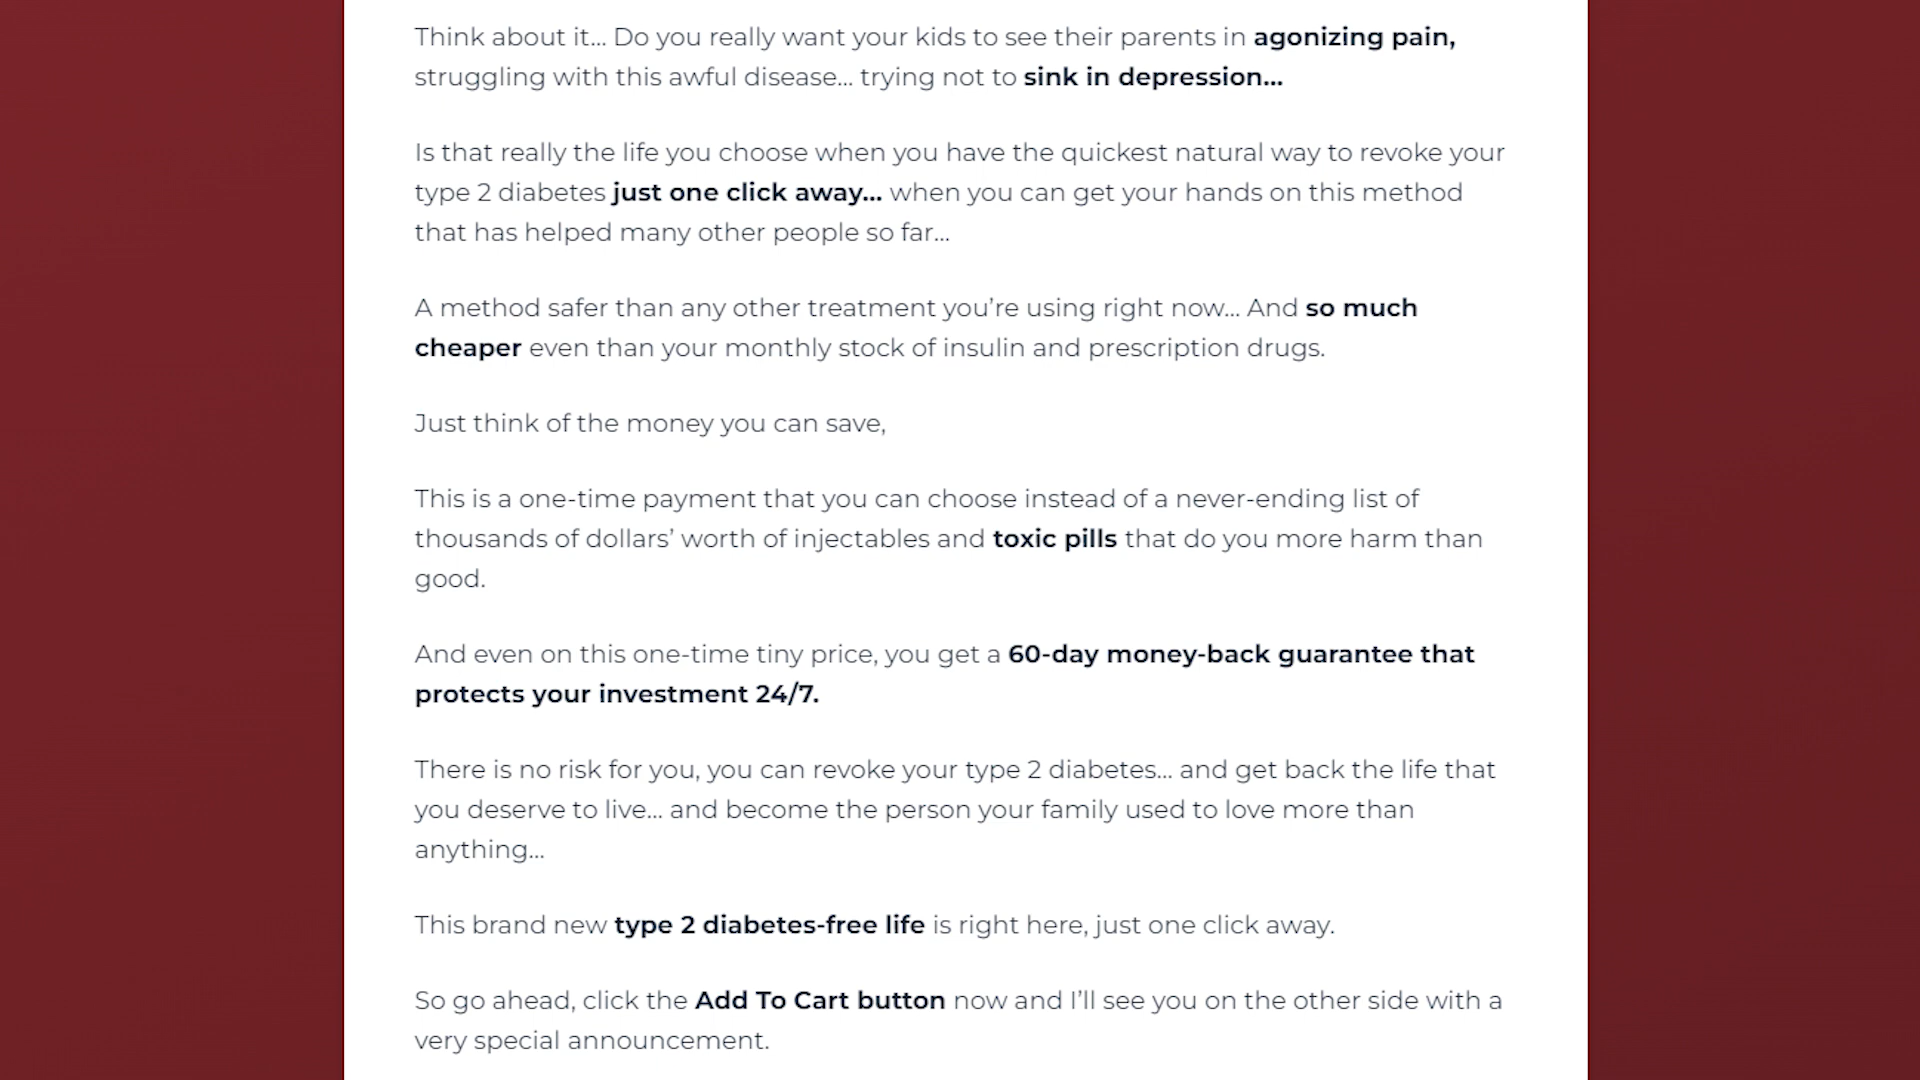 Think about it... Do you really want your kids to see their parents in agonizing pain,
struggling with this awful disease... trying not to sink in depression...
Is that really the life you choose when you have the quickest natural way to revoke your
type 2 diabetes just one click away... when you can get your hands on this method
that has helped many other people so far...
A method safer than any other treatment you’re using right now... And so much
cheaper even than your monthly stock of insulin and prescription drugs.
Just think of the money you can save,
This is a one-time payment that you can choose instead of a never-ending list of
thousands of dollars’ worth of injectables and toxic pills that do you more harm than
good.
And even on this one-time tiny price, you get a 60-day money-back guarantee that
protects your investment 24/7.
There is no risk for you, you can revoke your type 2 diabetes... and get back the life that
you deserve to live... and become the person your family used to love more than
anything...
This brand new type 2 diabetes-free life is right here, just one click away.
So go ahead, click the Add To Cart button now and I’ll see you on the other side with a
very special announcement.